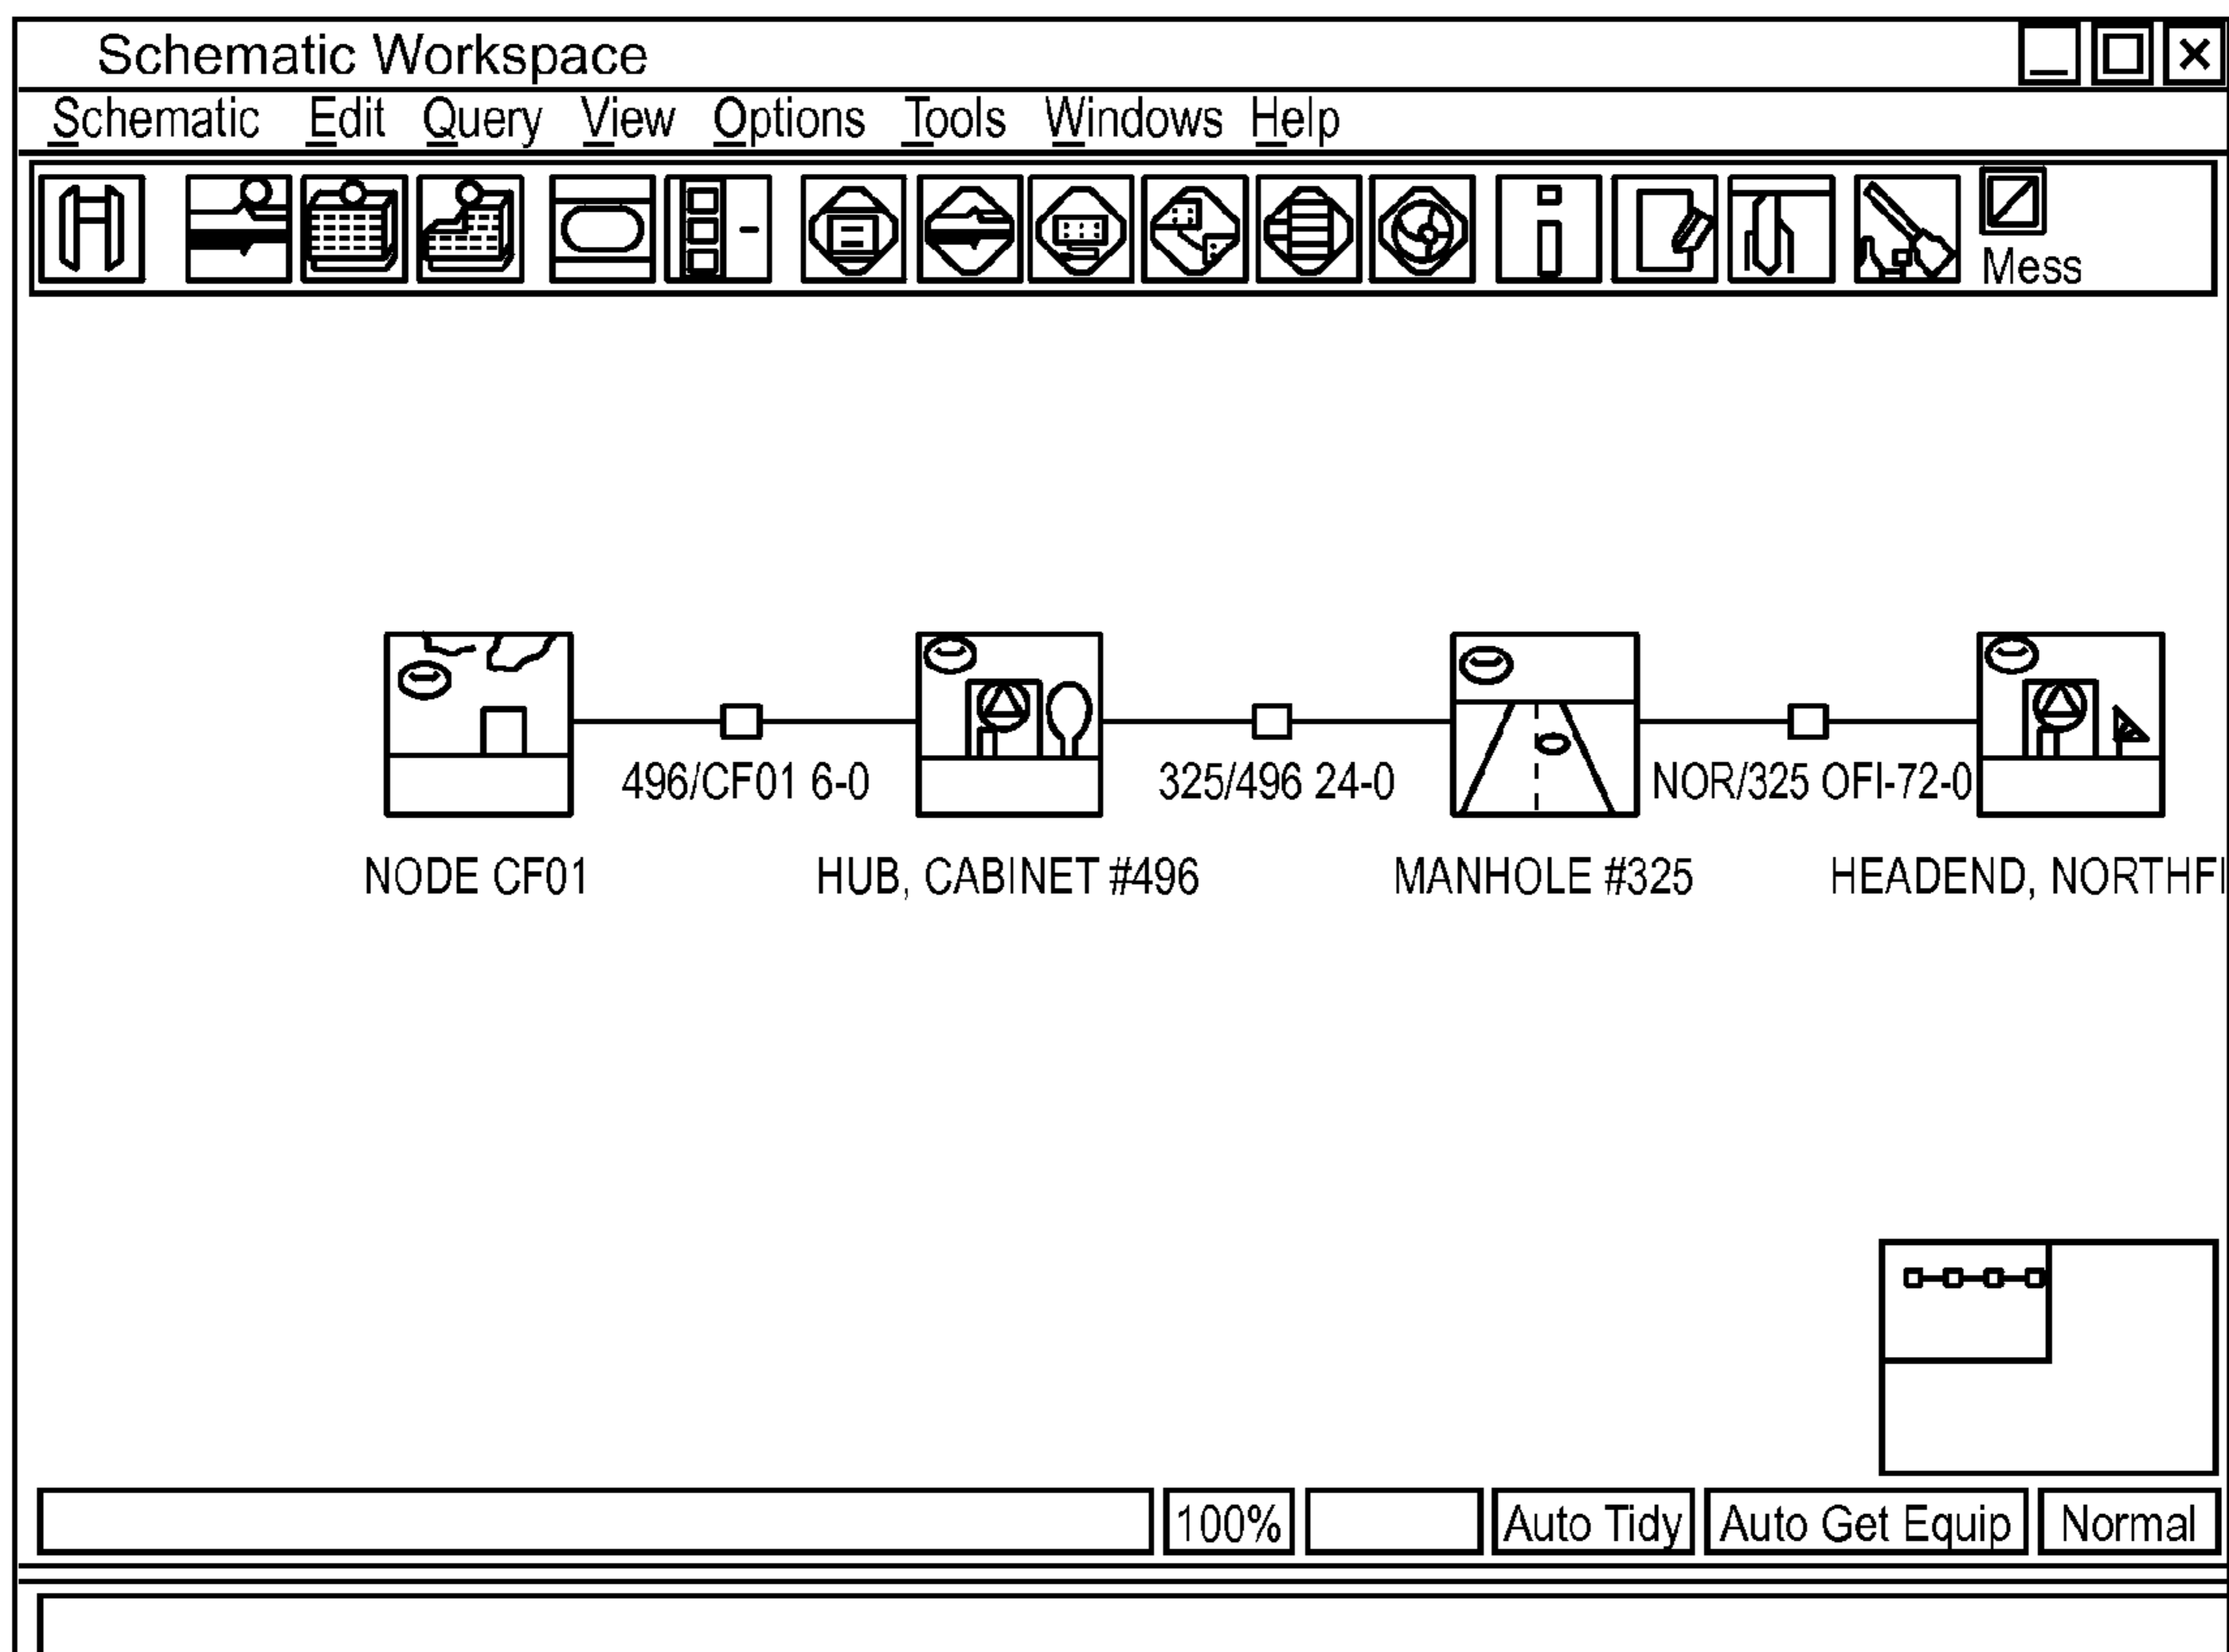 Schematic Workspace
Schematic Edit Query View Options Tools Windows Help
Mess
496/CF01 6-0 325/496 24-0 NOR/325 OFI-72-0
NODE CF01 HUB, CABINET #496 MANHOLE #325 HEADEND, NORTHFI
100% Auto Tidy Auto Get Equip Normal